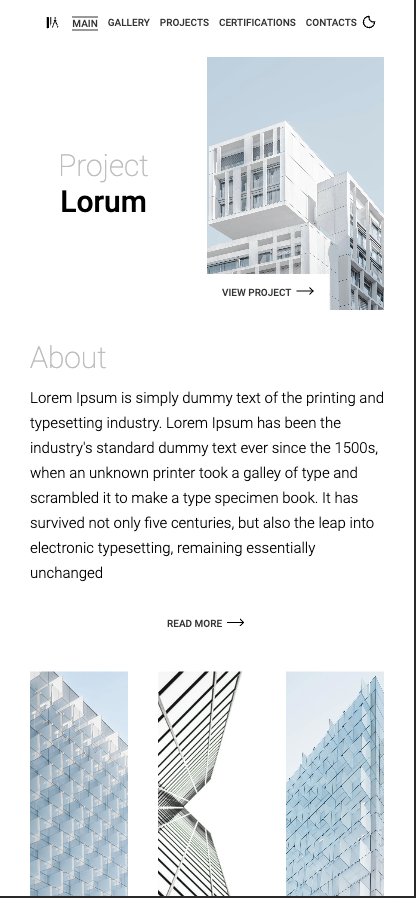 MAIN GALLERY PROJECTS CERTIFICATIONS CONTACTS
Project
Lorum
VIEW PROJECT
About
Lorem Ipsum is simply dummy text of the printing and
typesetting industry. Lorem Ipsum has been the
industry's standard dummy text ever since the 1500s,
when an unknown printer took a galley of type and
scrambled it to make a type specimen book. It has
survived not only five centuries, but also the leap into
electronic typesetting, remaining essentially
unchanged
READ MORE